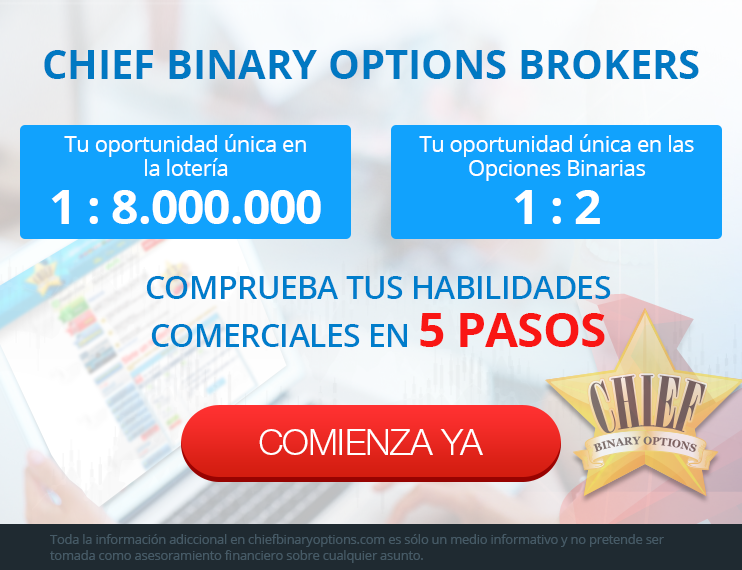 CHIEF BINARY OPTIONS BROKERS
Tu oportunidad única en
la lotería
1 : 8.000.000
Tu oportunidad única en las
Opciones Binarias
1 : 2
COMPRUEBA TUS HABILIDADES
COMERCIALES EN 5 PASOS
CHIEF
BINARY OPTIONS
COMIENZA YA
Toda la información adiccional en chiefbinaryoptions.com es sólo un medio informativo y no pretende ser
tomada como asesoramiento financiero sobre cualquier asunto.